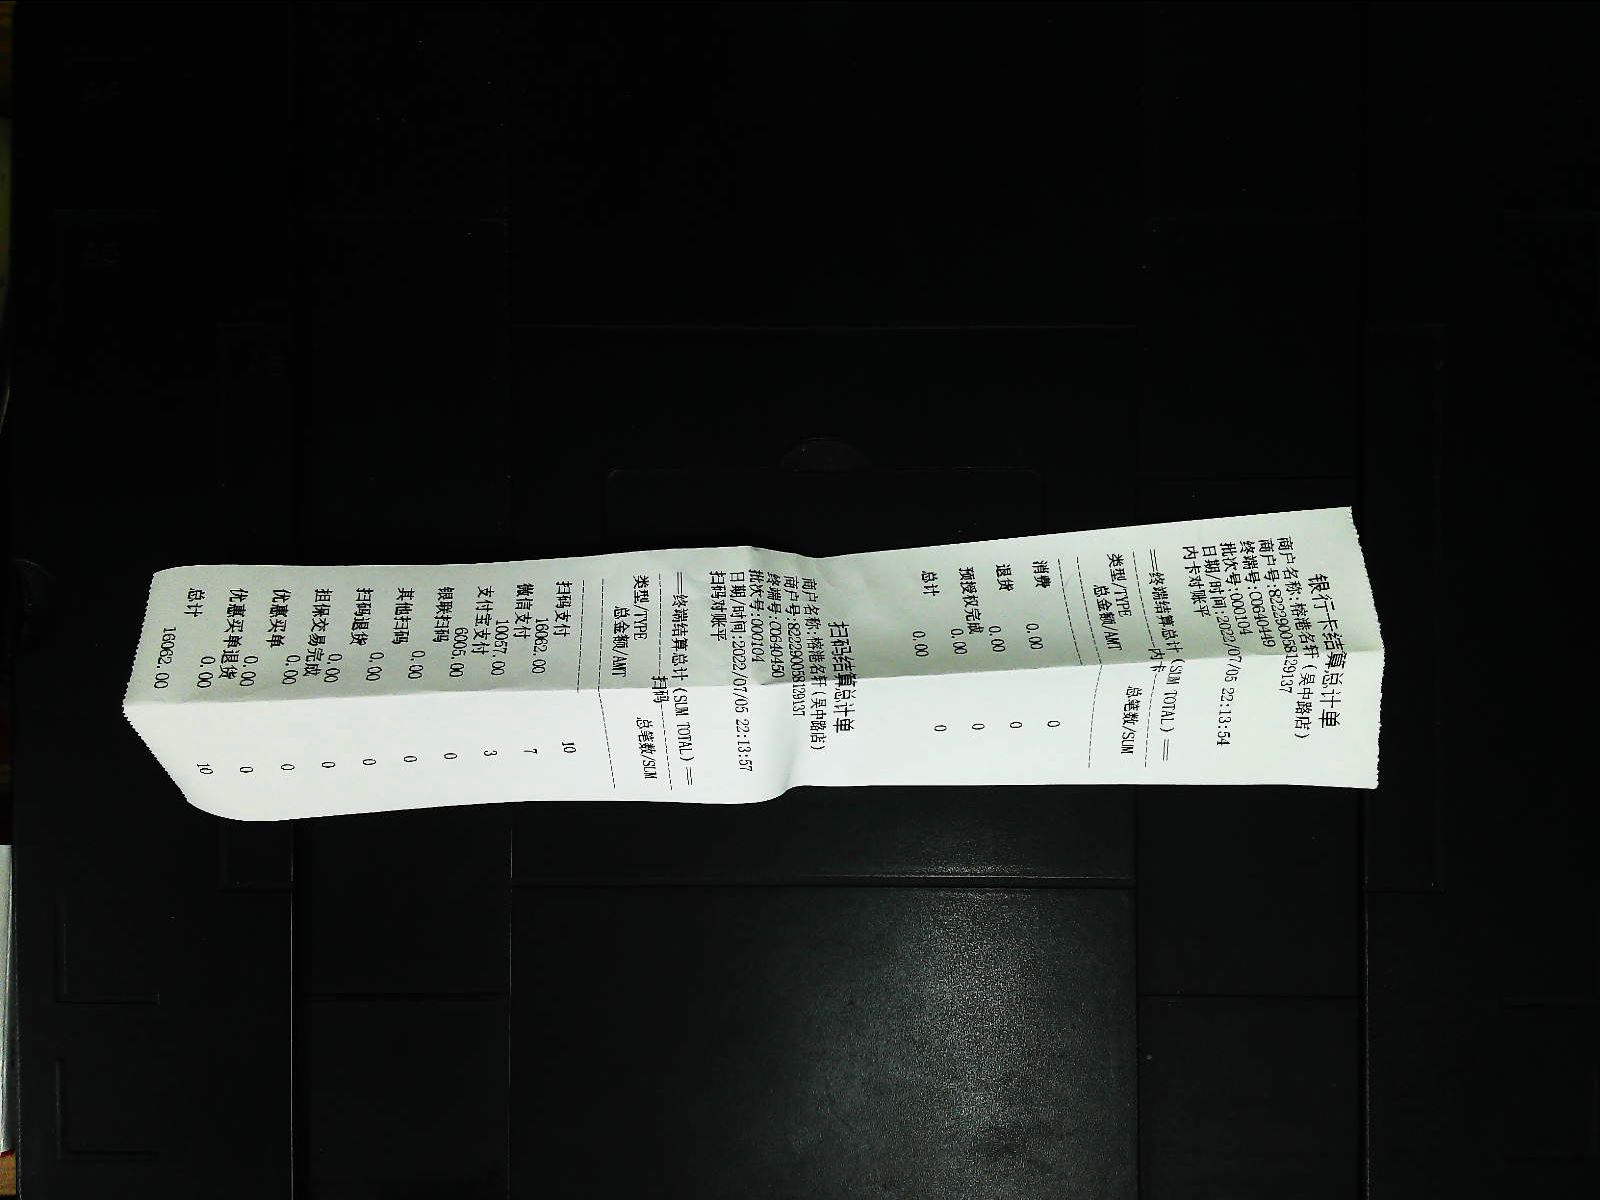 银行卡结算总计单
商户名称:榕港名轩(吴中路店)
商户号:822290058129137
终端号:C0640449
批次号:000104
日期/时间:2022/07/05 22:13:54
内卡对账平
==终端结算总计(SUM TOTAL)==
内卡
类型/TYPE 总笔数/SUM
总金额/AMT
消费 0
0.00
退货 0
0.00
预授权完成 0
0.00
总计 0
0.00
扫码结算总计单
商户名称:榕港名轩(吴中路店)
商户号:822290058129137
终端号:C0640450
批次号:000104
日期/时间:2022/07/05 22:13:57
扫码对账平
==终端结算总计(SUM TOTAL)==
扫码
类型/TYPE 总笔数/SUM
总金额/AMT
扫码支付 10
16062.00
微信支付 7
10057.00
支付宝支付 3
6005.00
银联扫码 0
0.00
其他扫码 0
0.00
扫码退货 0
0.00
担保交易完成 0
0.00
优惠买单 0
0.00
优惠买单退货 0
0.00
总计 10
16062.00